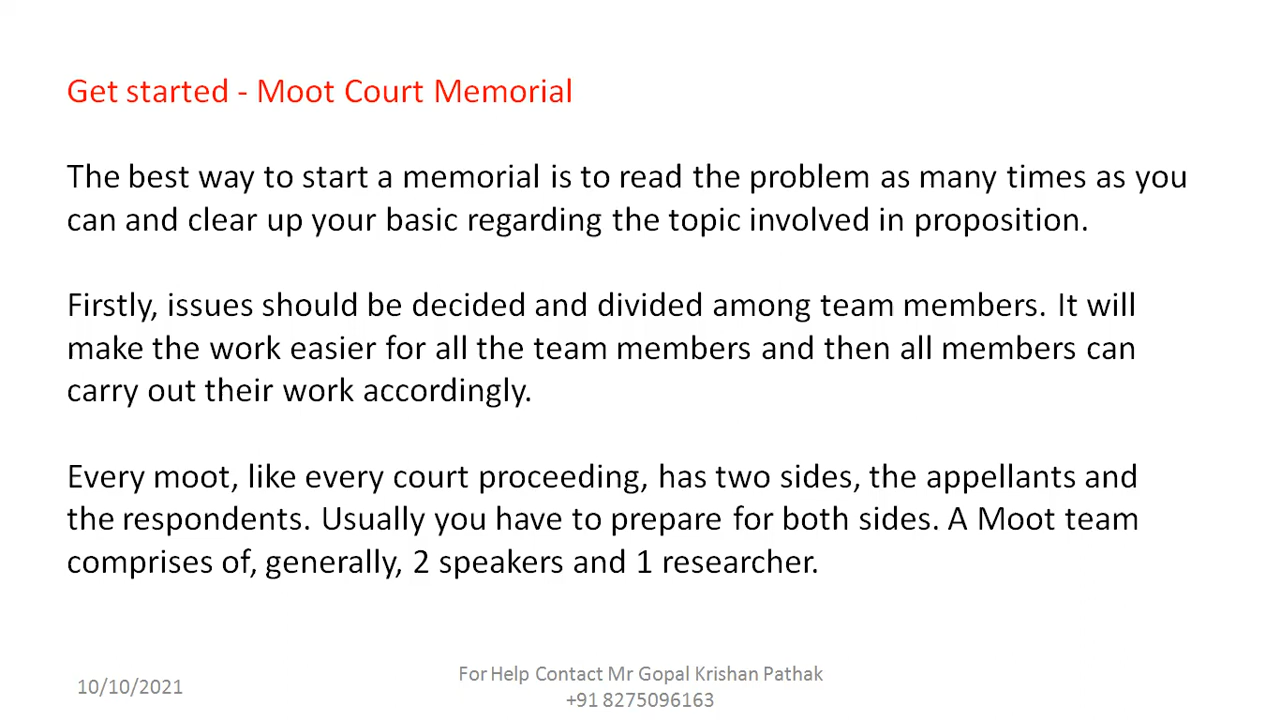 Get started - Moot Court Memorial
The best way to start a memorial is to read the problem as many times as you
can and clear up your basic regarding the topic involved in proposition.
Firstly, issues should be decided and divided among team members. It will
make the work easier for all the team members and then all members can
carry out their work accordingly.
Every moot, like every court proceeding, has two sides, the appellants and
the respondents. Usually you have to prepare for both sides. A Moot team
comprises of, generally, 2 speakers and 1 researcher.
10/10/2021
For Help Contact Mr Gopal Krishan Pathak
+91 8275096163